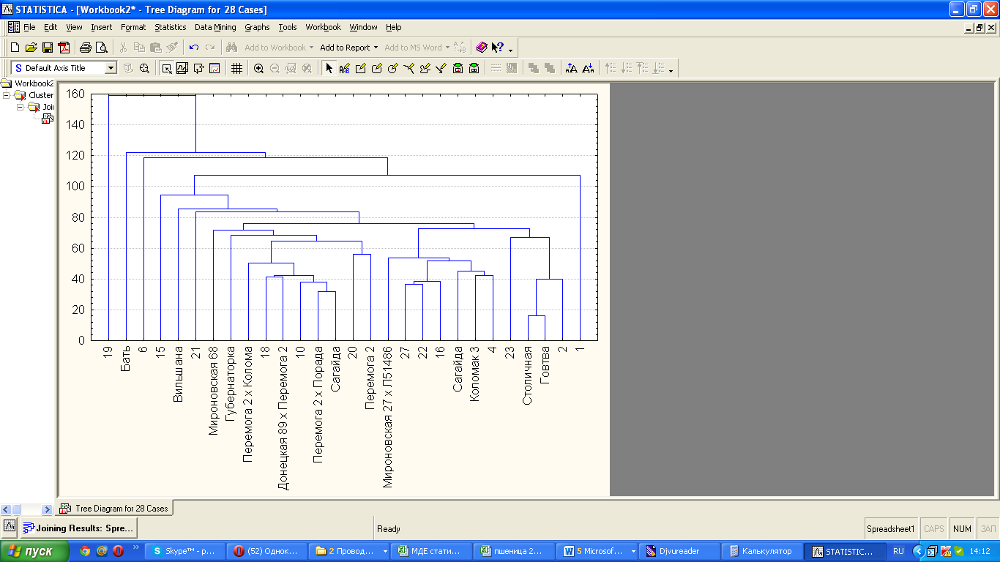 STATISTICA - [Workbook2* - Tree Diagram for 28 Cases]
File Edit View Insert Format Statistics Data Mining Graphs Tools Workbook Window Help
Add to Workbook Add to Report Add to MS Word
Default Axis Title
Workbook2
Cluster
Joi
160
140
120
100
80
60
40
20
0
19
Бать
6
15
Вильшана
21
Мироновская 68
Губернаторка
Перемога 2 х Колома
18
Донецкая 89 х Перемога 2
10
Перемога 2 х Порада
Сагайда
20
Перемога 2
Мироновская 27 х Л51486
27
22
16
Сагайда
Коломак 3
4
23
Столичная
Говтва
2
1
Tree Diagram for 28 Cases
Joining Results: Spre...
Ready
Spreadsheet1 CAPS NUM ЗАП
пуск
Skype™ - p...
(52) Однок...
2 Провод...
МДЕ стати...
пшеница 2...
5 Microsof...
Djvureader
Калькулятор
STATISTIC...
RU
14:12